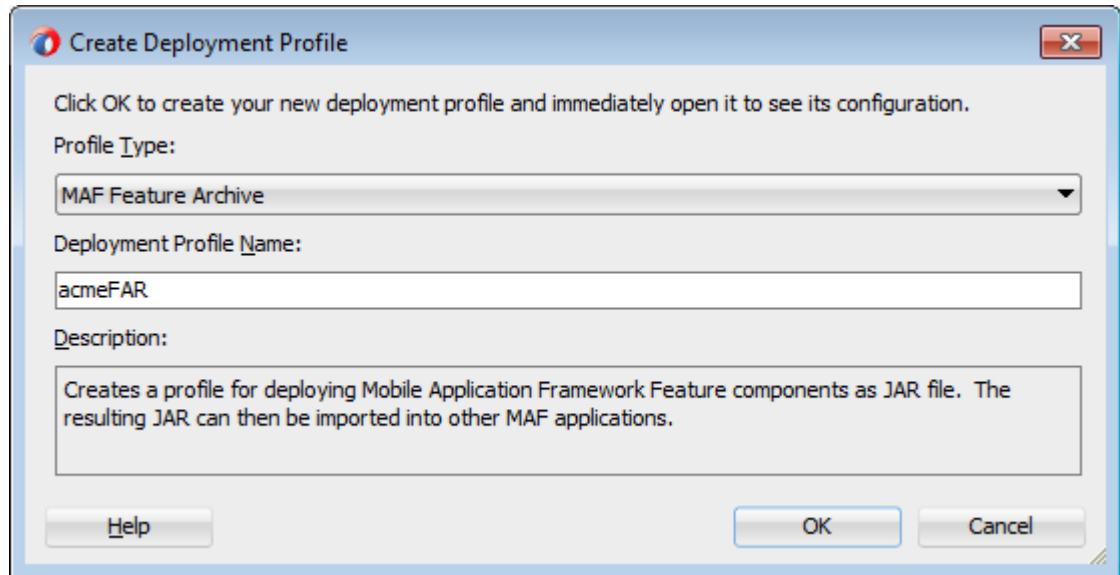 Create Deployment Profile
Click OK to create your new deployment profile and immediately open it to see its configuration.
Profile Type:
MAF Feature Archive
Deployment Profile Name:
acmeFAR
Description:
Creates a profile for deploying Mobile Application Framework Feature components as JAR file.  The
resulting JAR can then be imported into other MAF applications.
Help OK Cancel